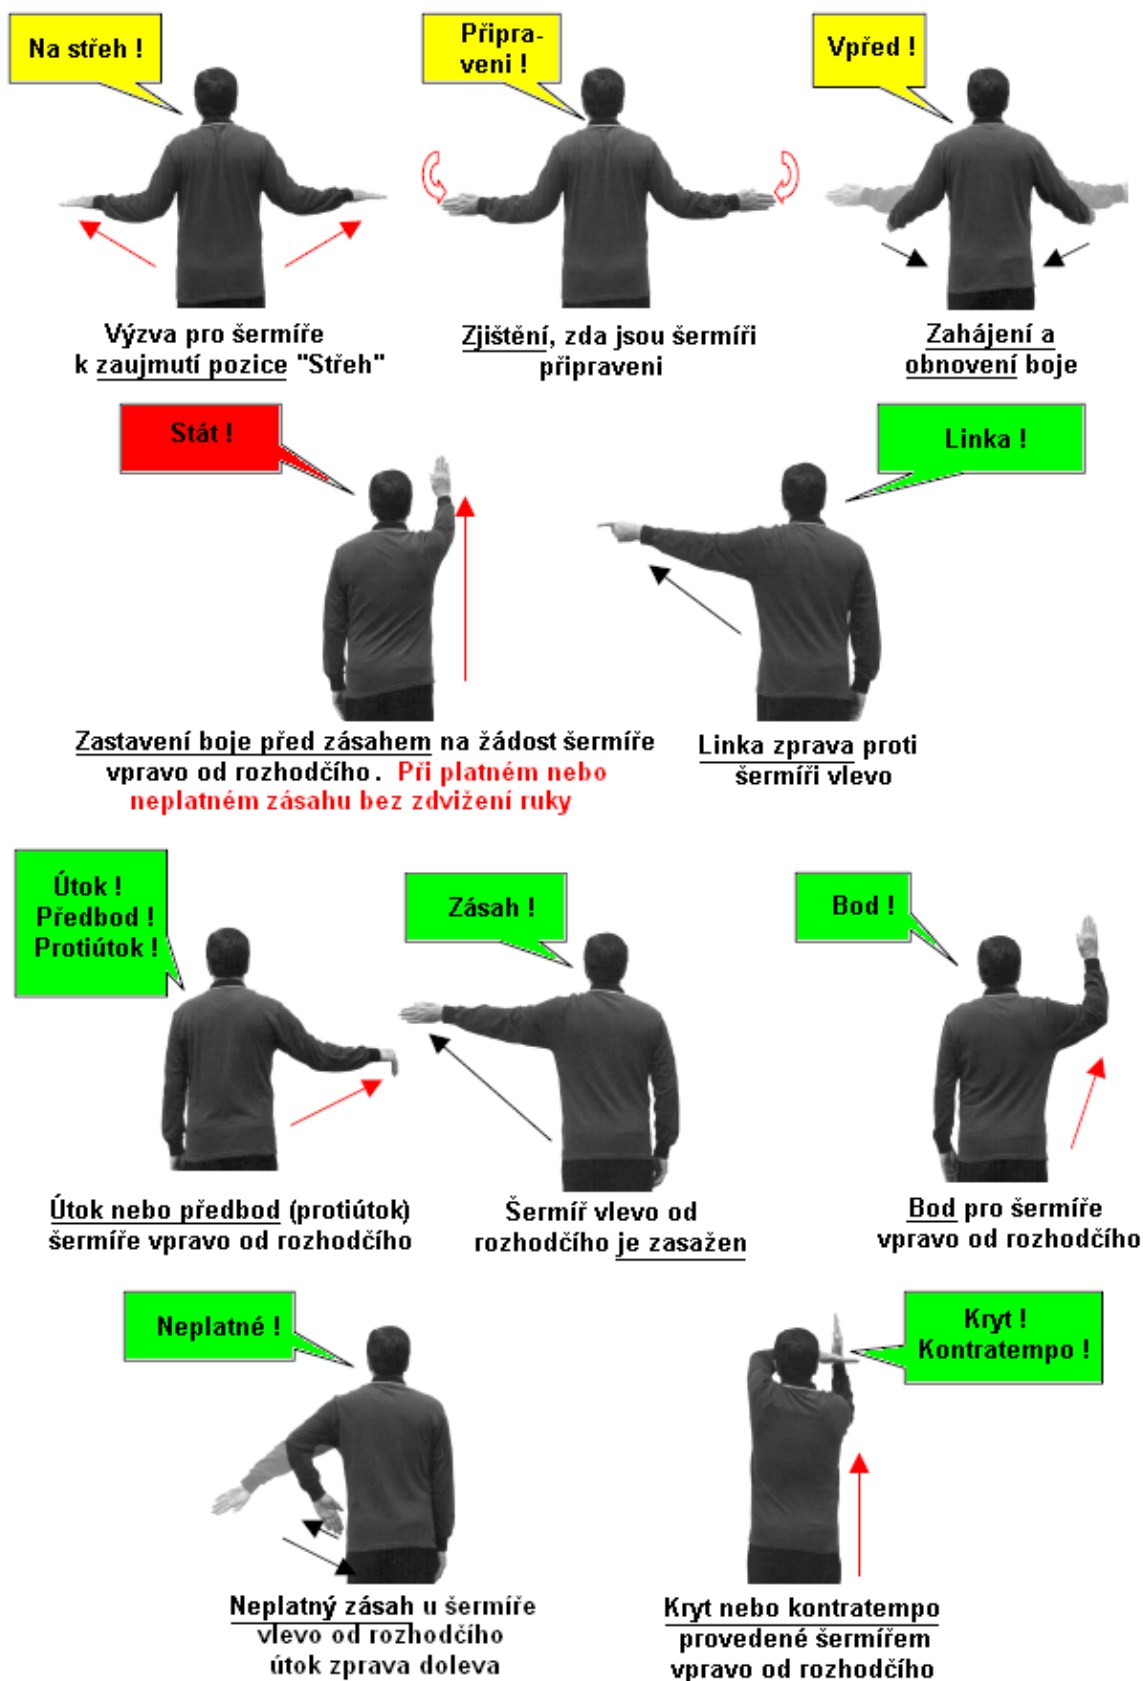 Na střeh !
Připra-
veni !
Vpřed !
Výzva pro šermíře
k zaujmutí pozice "Střeh"
Zjištění, zda jsou šermíři
připraveni
Zahájení a
obnovení boje
Stát !
Linka !
Zastavení boje před zásahem na žádost šermíře
vpravo od rozhodčího. Při platném nebo
neplatném zásahu bez zdvižení ruky
Linka zprava proti
šermíři vlevo
Útok !
Předbod !
Protiútok !
Zásah !
Bod !
Útok nebo předbod (protiútok)
šermíře vpravo od rozhodčího
Šermíř vlevo od
rozhodčího je zasažen
Bod pro šermíře
vpravo od rozhodčího
Neplatné !
Kryt !
Kontratempo !
Neplatný zásah u šermíře
vlevo od rozhodčího
útok zprava doleva
Kryt nebo kontratempo
provedené šermířem
vpravo od rozhodčího